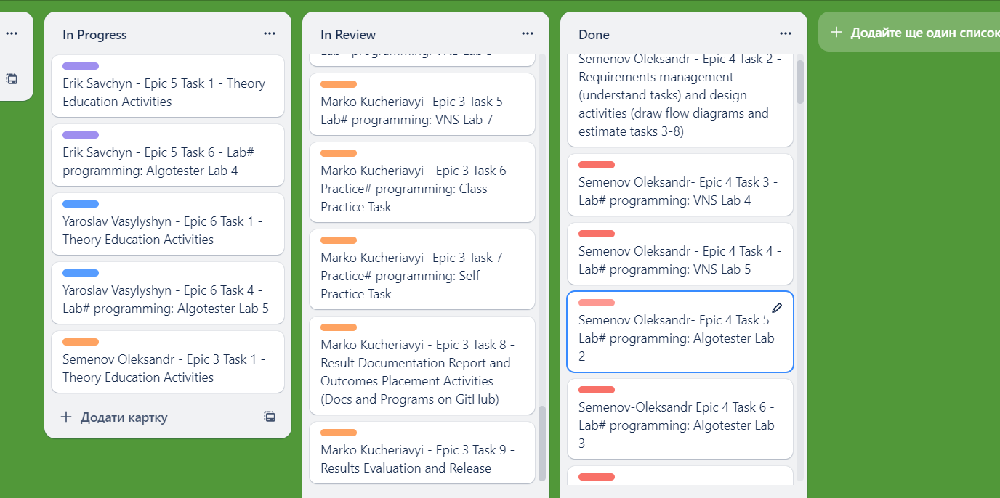 In Progress
Erik Savchyn - Epic 5 Task 1 - Theory
Education Activities
Erik Savchyn - Epic 5 Task 6 - Lab#
programming: Algotester Lab 4
Yaroslav Vasylyshyn - Epic 6 Task 1 -
Theory Education Activities
Yaroslav Vasylyshyn - Epic 6 Task 4 -
Lab# programming: Algotester Lab 5
Semenov Oleksandr - Epic 3 Task 1 -
Theory Education Activities
Додати картку
In Review
Lab# programming: VNS Lab
Marko Kucheriavyi- Epic 3 Task 5 -
Lab# programming: VNS Lab 7
Marko Kucheriavyi - Epic 3 Task 6 -
Practice# programming: Class
Practice Task
Marko Kucheriavyi- Epic 3 Task 7 -
Practice# programming: Self
Practice Task
Marko Kucheriavyi - Epic 3 Task 8 -
Result Documentation Report and
Outcomes Placement Activities
(Docs and Programs on GitHub)
Marko Kucheriavyi - Epic 3 Task 9 -
Results Evaluation and Release
Done
Semenov Oleksandr - Epic 4 Task 2 -
Requirements management
(understand tasks) and design
activities (draw flow diagrams and
estimate tasks 3-8)
Semenov Oleksandr- Epic 4 Task 3 -
Lab# programming: VNS Lab 4
Semenov Oleksandr - Epic 4 Task 4 -
Lab# programming: VNS Lab 5
Semenov Oleksandr- Epic 4 Task 5
Lab# programming: Algotester Lab
2
Semenov-Oleksandr Epic 4 Task 6 -
Lab# programming: Algotester Lab
3
Додайте ще один список